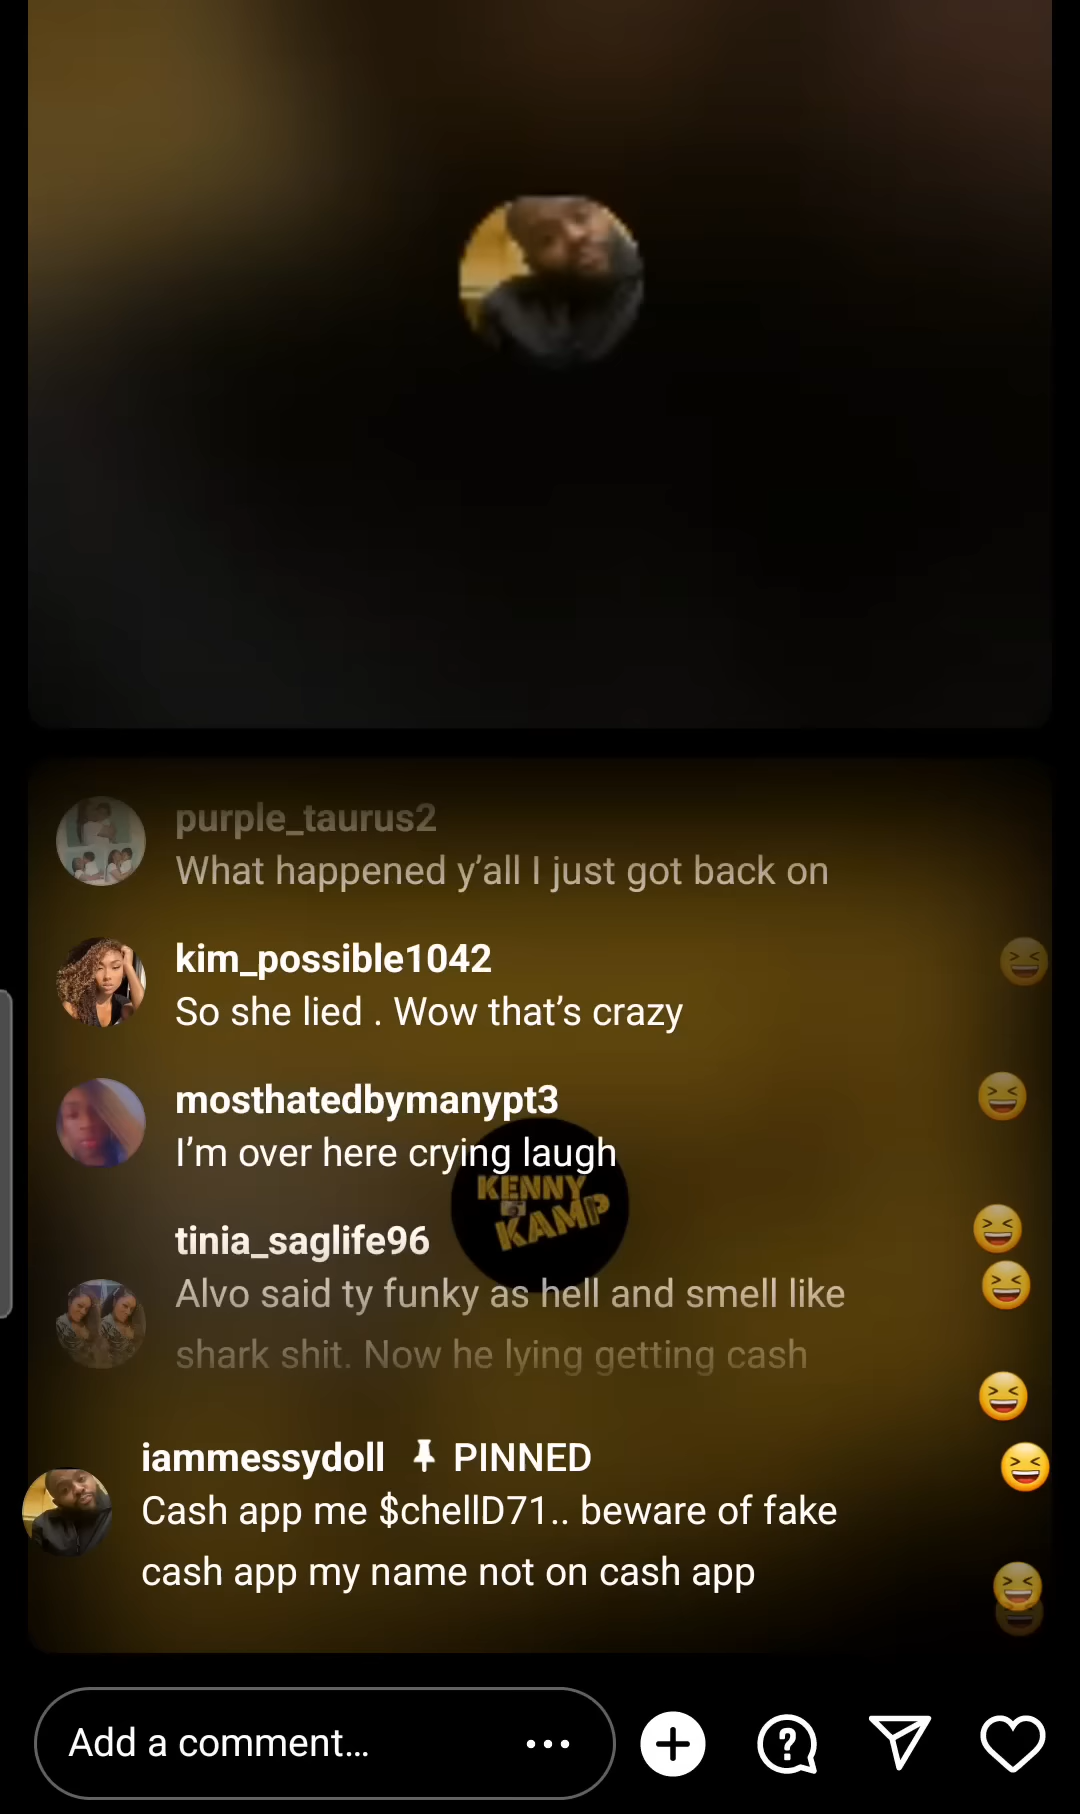 purple_taurus2
What happened y’all I just got back on
kim_possible1042
So she lied . Wow that’s crazy
mosthatedbymanypt3
I’m over here crying laugh
KENNY
KAMP
tinia_saglife96
Alvo said ty funky as hell and smell like
shark shit. Now he lying getting cash
iammessydoll PINNED
Cash app me $chellD71.. beware of fake
cash app my name not on cash app
Add a comment…